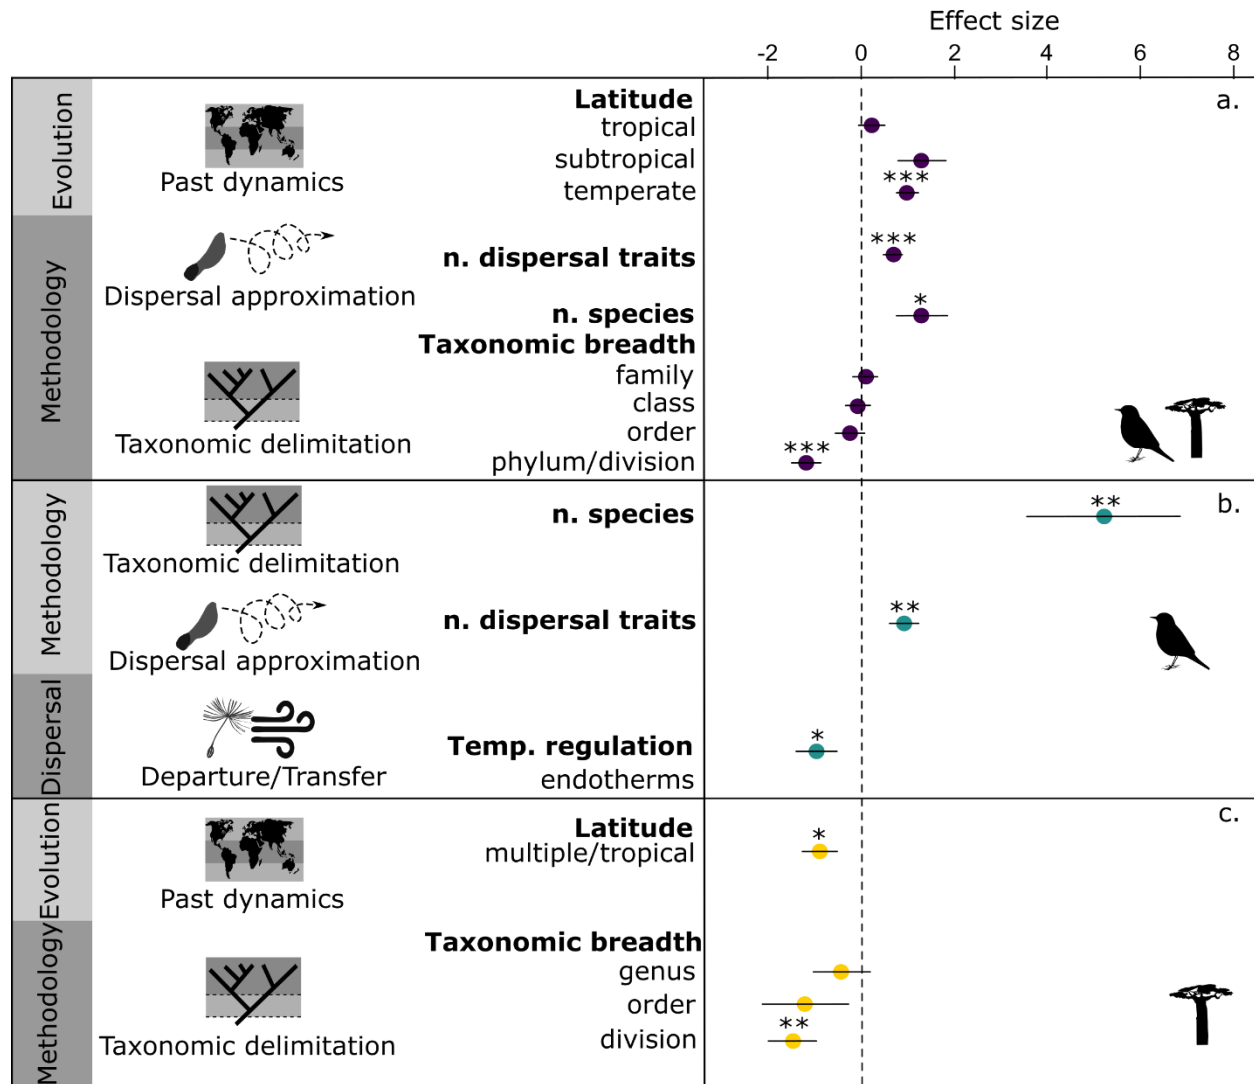 Effect size
-2 0 2 4 6 8
a.
Evolution
Past dynamics
Latitude
tropical
subtropical
temperate
***
Methodology
Dispersal approximation
n. dispersal traits
***
n. species
*
Taxonomic breadth
family
class
order
phylum/division
***
Taxonomic delimitation
b.
Methodology
Taxonomic delimitation
n. species
**
Dispersal approximation
n. dispersal traits
**
Dispersal
Departure/Transfer
Temp. regulation
endotherms
*
c.
Evolution
Past dynamics
Latitude
multiple/tropical
*
Methodology
Taxonomic delimitation
Taxonomic breadth
genus
order
division
**